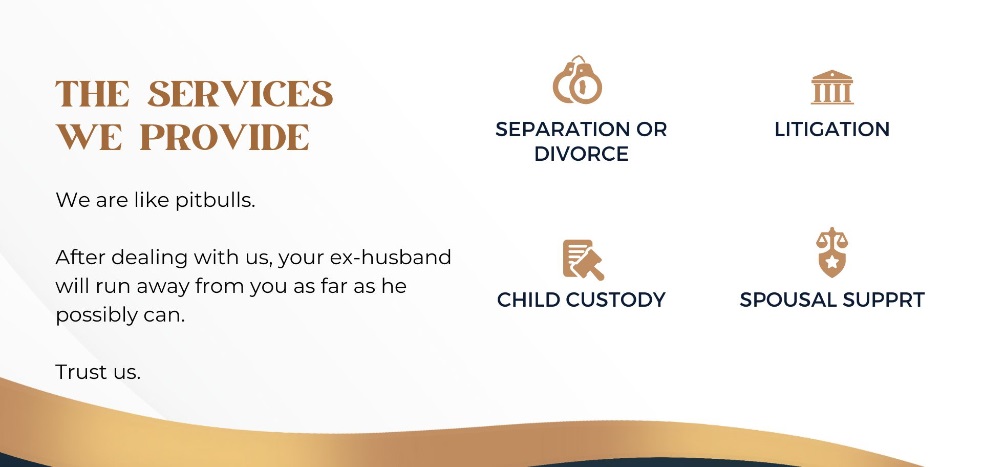 THE SERVICES
WE PROVIDE
We are like pitbulls.
After dealing with us, your ex-husband
will run away from you as far as he
possibly can.
Trust us.
SEPARATION OR
DIVORCE
LITIGATION
CHILD CUSTODY
SPOUSAL SUPPRT